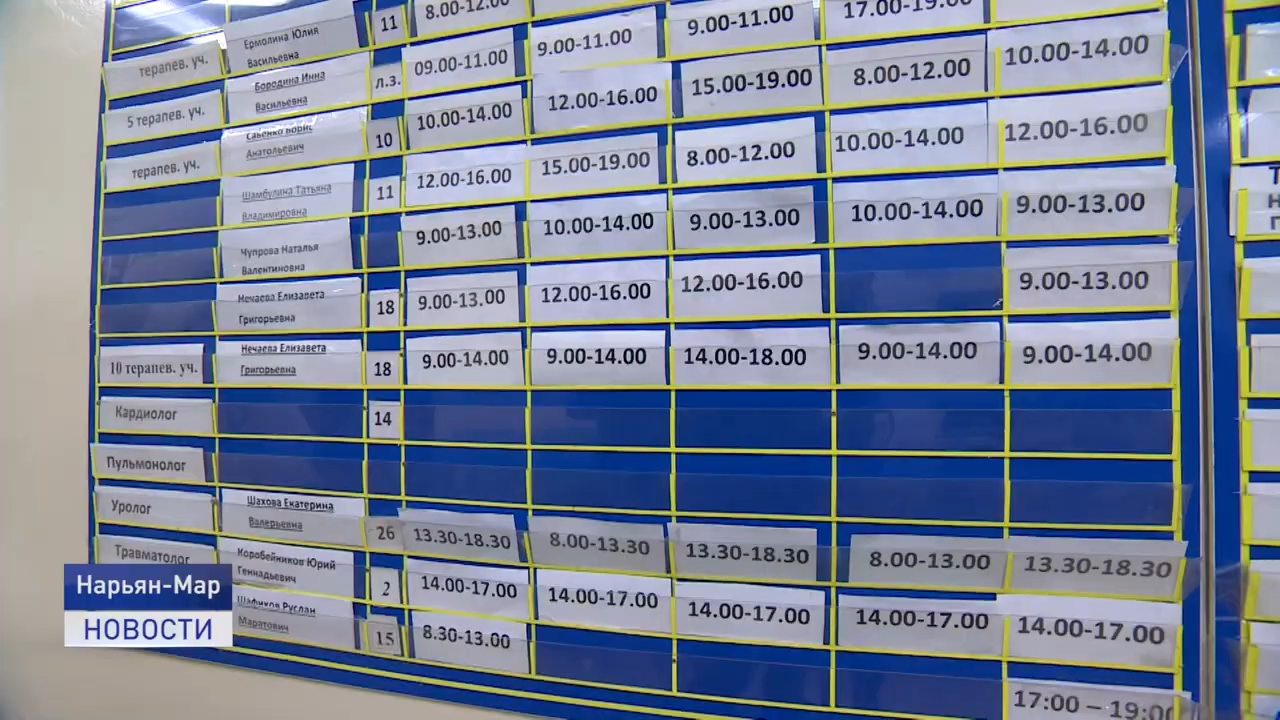 Ермолина Юлия
Васильевна
11
8.00-12.00
9.00-11.00
17.00-19.00
терапев. уч.
Бородина Инна
Васильевна
л.з.
09.00-11.00
9.00-11.00
15.00-19.00
8.00-12.00
10.00-14.00
5 терапев. уч.
Савенко Борис
Анатольевич
10
10.00-14.00
12.00-16.00
8.00-12.00
10.00-14.00
12.00-16.00
терапев. уч.
Шамбулина Татьяна
Владимировна
11
12.00-16.00
15.00-19.00
9.00-13.00
10.00-14.00
9.00-13.00
Чупрова Наталья
Валентиновна
9.00-13.00
10.00-14.00
12.00-16.00
9.00-13.00
Нечаева Елизавета
Григорьевна
18
9.00-13.00
12.00-16.00
10 терапев. уч.
Нечаева Елизавета
Григорьевна
18
9.00-14.00
9.00-14.00
14.00-18.00
9.00-14.00
9.00-14.00
Кардиолог
14
Пульмонолог
Уролог
Шахова Екатерина
Валерьевна
26
13.30-18.30
8.00-13.30
13.30-18.30
8.00-13.00
13.30-18.30
Травматолог
Коробейников Юрий
Геннадьевич
2
14.00-17.00
14.00-17.00
14.00-17.00
14.00-17.00
14.00-17.00
Руслан
Маратович
15
8.30-13.00
17:00 – 19:00
Нарьян-Мар
НОВОСТИ